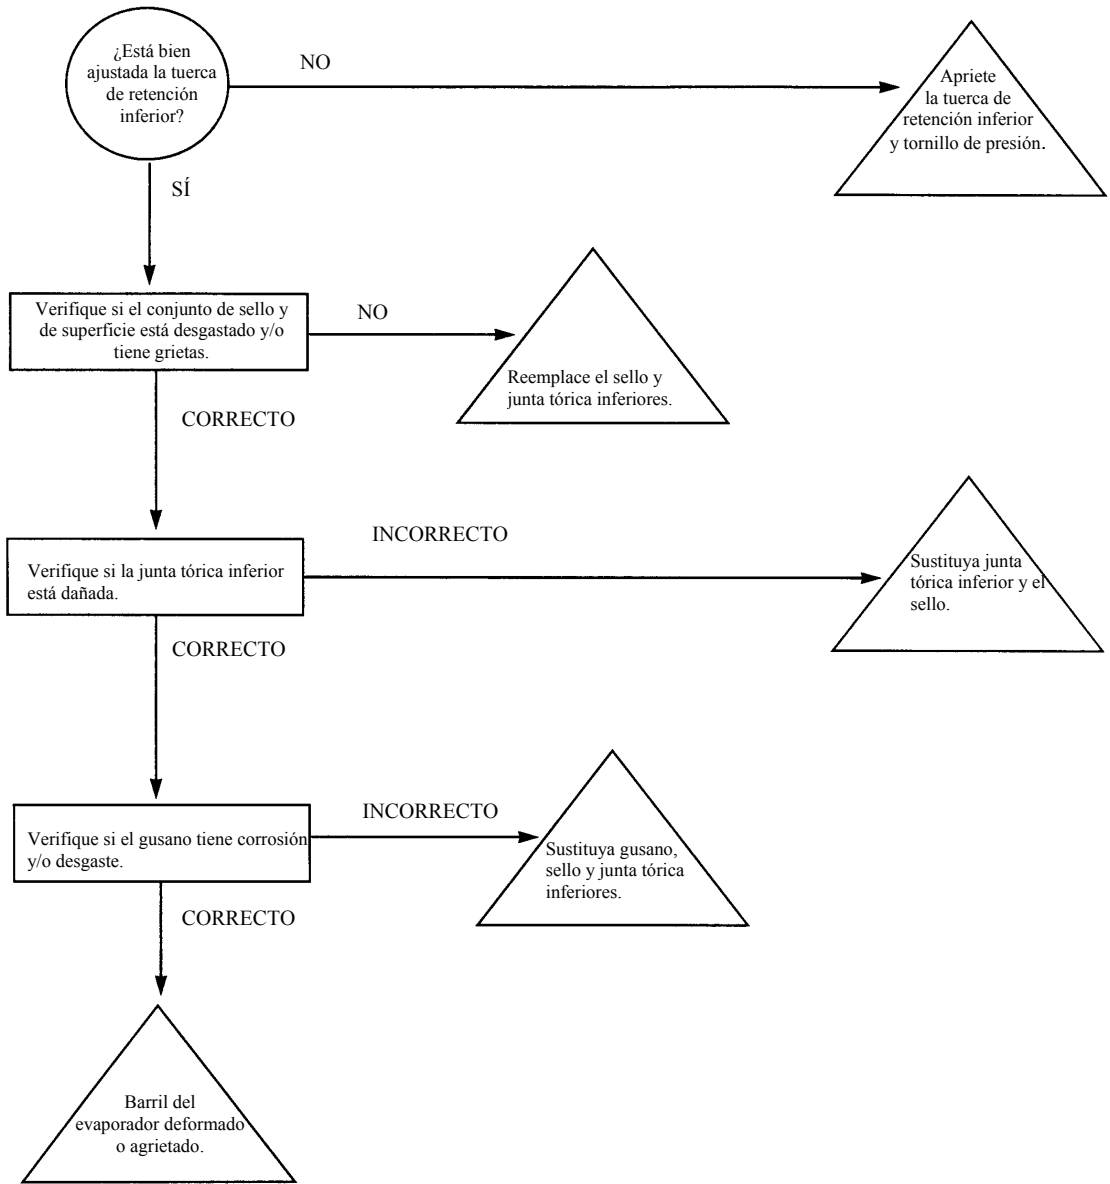 ¿Está bien
ajustada la tuerca
de retención
inferior?
NO
Apriete
la tuerca de
retención inferior
y tornillo de presión.
SÍ
Verifique si el conjunto de sello y
de superficie está desgastado y/o
tiene grietas.
NO
Reemplace el sello y
junta tórica inferiores.
CORRECTO
Verifique si la junta tórica inferior
está dañada.
INCORRECTO
Sustituya junta
tórica inferior y el
sello.
CORRECTO
Verifique si el gusano tiene corrosión
y/o desgaste.
INCORRECTO
Sustituya gusano,
sello y junta tórica
inferiores.
CORRECTO
Barril del
evaporador deformado
o agrietado.